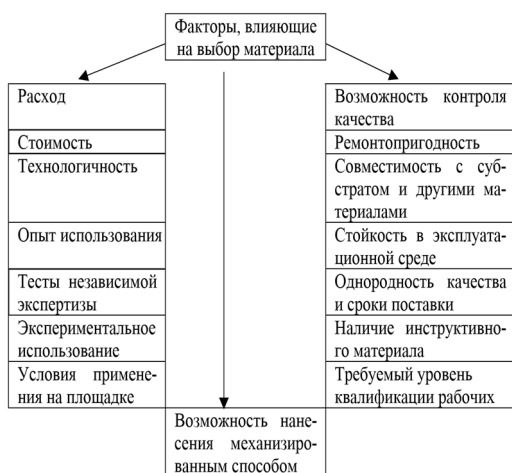 Факторы, влияющие
на выбор материала
Расход
Стоимость
Технологичность
Опыт использования
Тесты независимой
экспертизы
Экспериментальное
использование
Условия примене-
ния на площадке
Возможность контроля
качества
Ремонтопригодность
Совместимость с суб-
стратом и другими ма-
териалами
Стойкость в эксплуата-
ционной среде
Однородность качества
и сроки поставки
Наличие инструктивно-
го материала
Требуемый уровень
квалификации рабочих
Возможность нане-
сения механизиро-
ванным способом